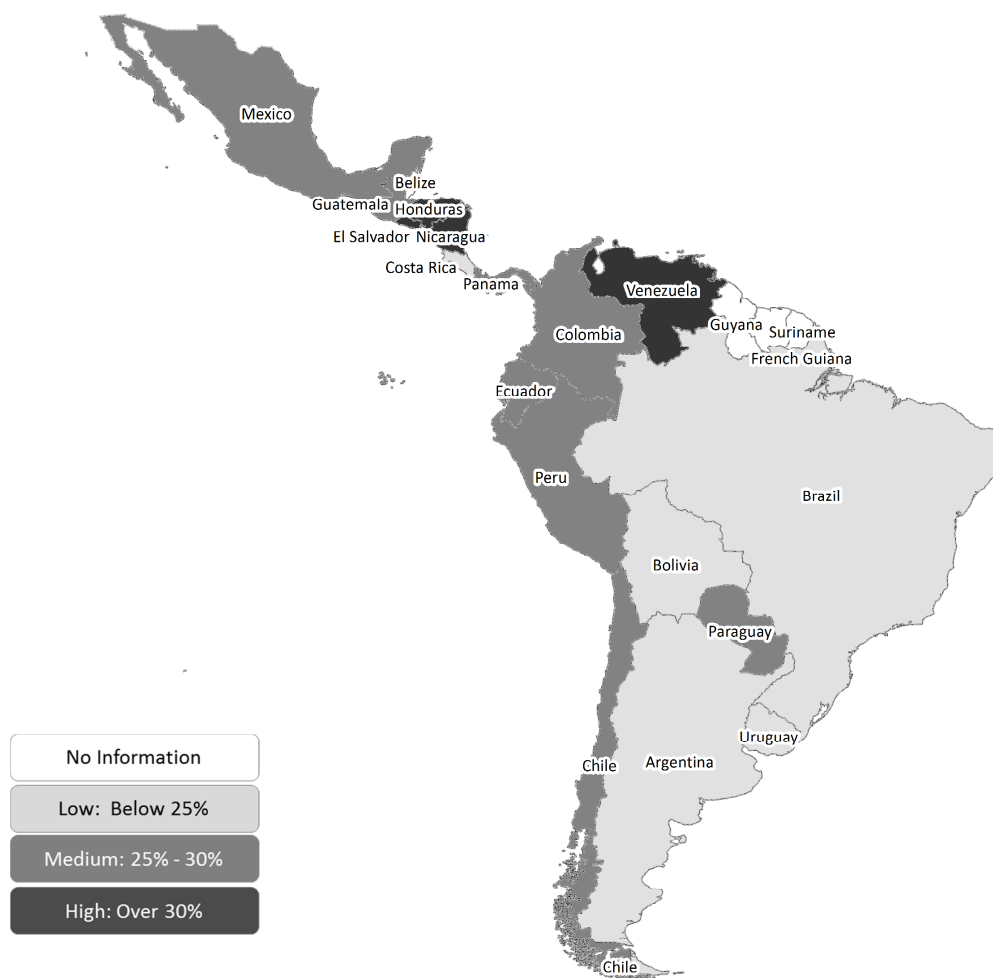 Mexico
Belize
Guatemala
Honduras
El Salvador
Nicaragua
Costa Rica
Panama
Venezuela
Guyana
Suriname
French Guiana
Colombia
Ecuador
Peru
Brazil
Bolivia
Paraguay
Uruguay
Chile
Argentina
Chile
No Information
Low: Below 25%
Medium: 25% - 30%
High: Over 30%